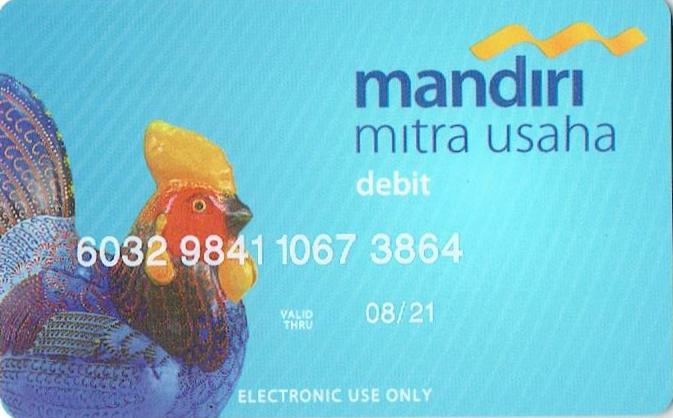 mandiri
mitra usaha
debit
6032 9841 1067 3864
VALID THRU 08/21
ELECTRONIC USE ONLY